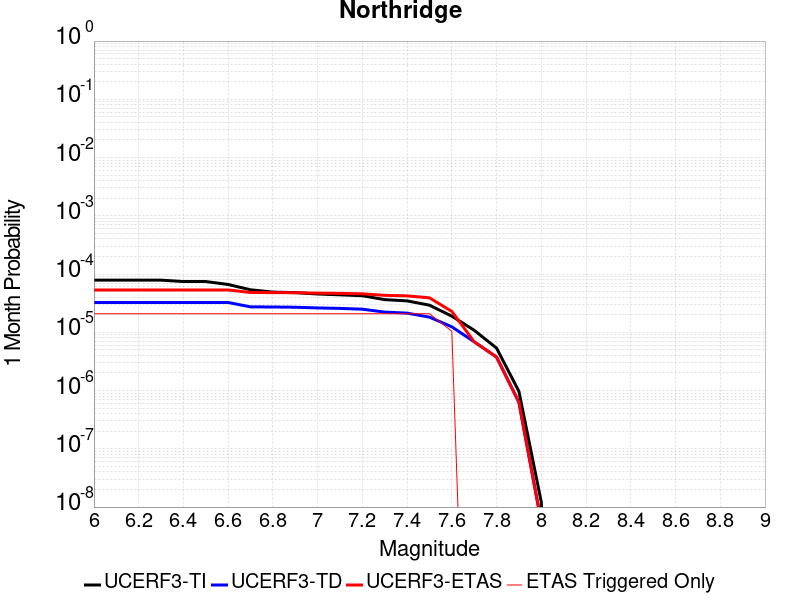 Northridge
10^0
10^-1
10^-2
10^-3
10^-4
10^-5
10^-6
10^-7
10^-8
1 Month Probability
6 6.2 6.4 6.6 6.8 7 7.2 7.4 7.6 7.8 8 8.2 8.4 8.6 8.8 9
Magnitude
UCERF3-TI UCERF3-TD UCERF3-ETAS ETAS Triggered Only